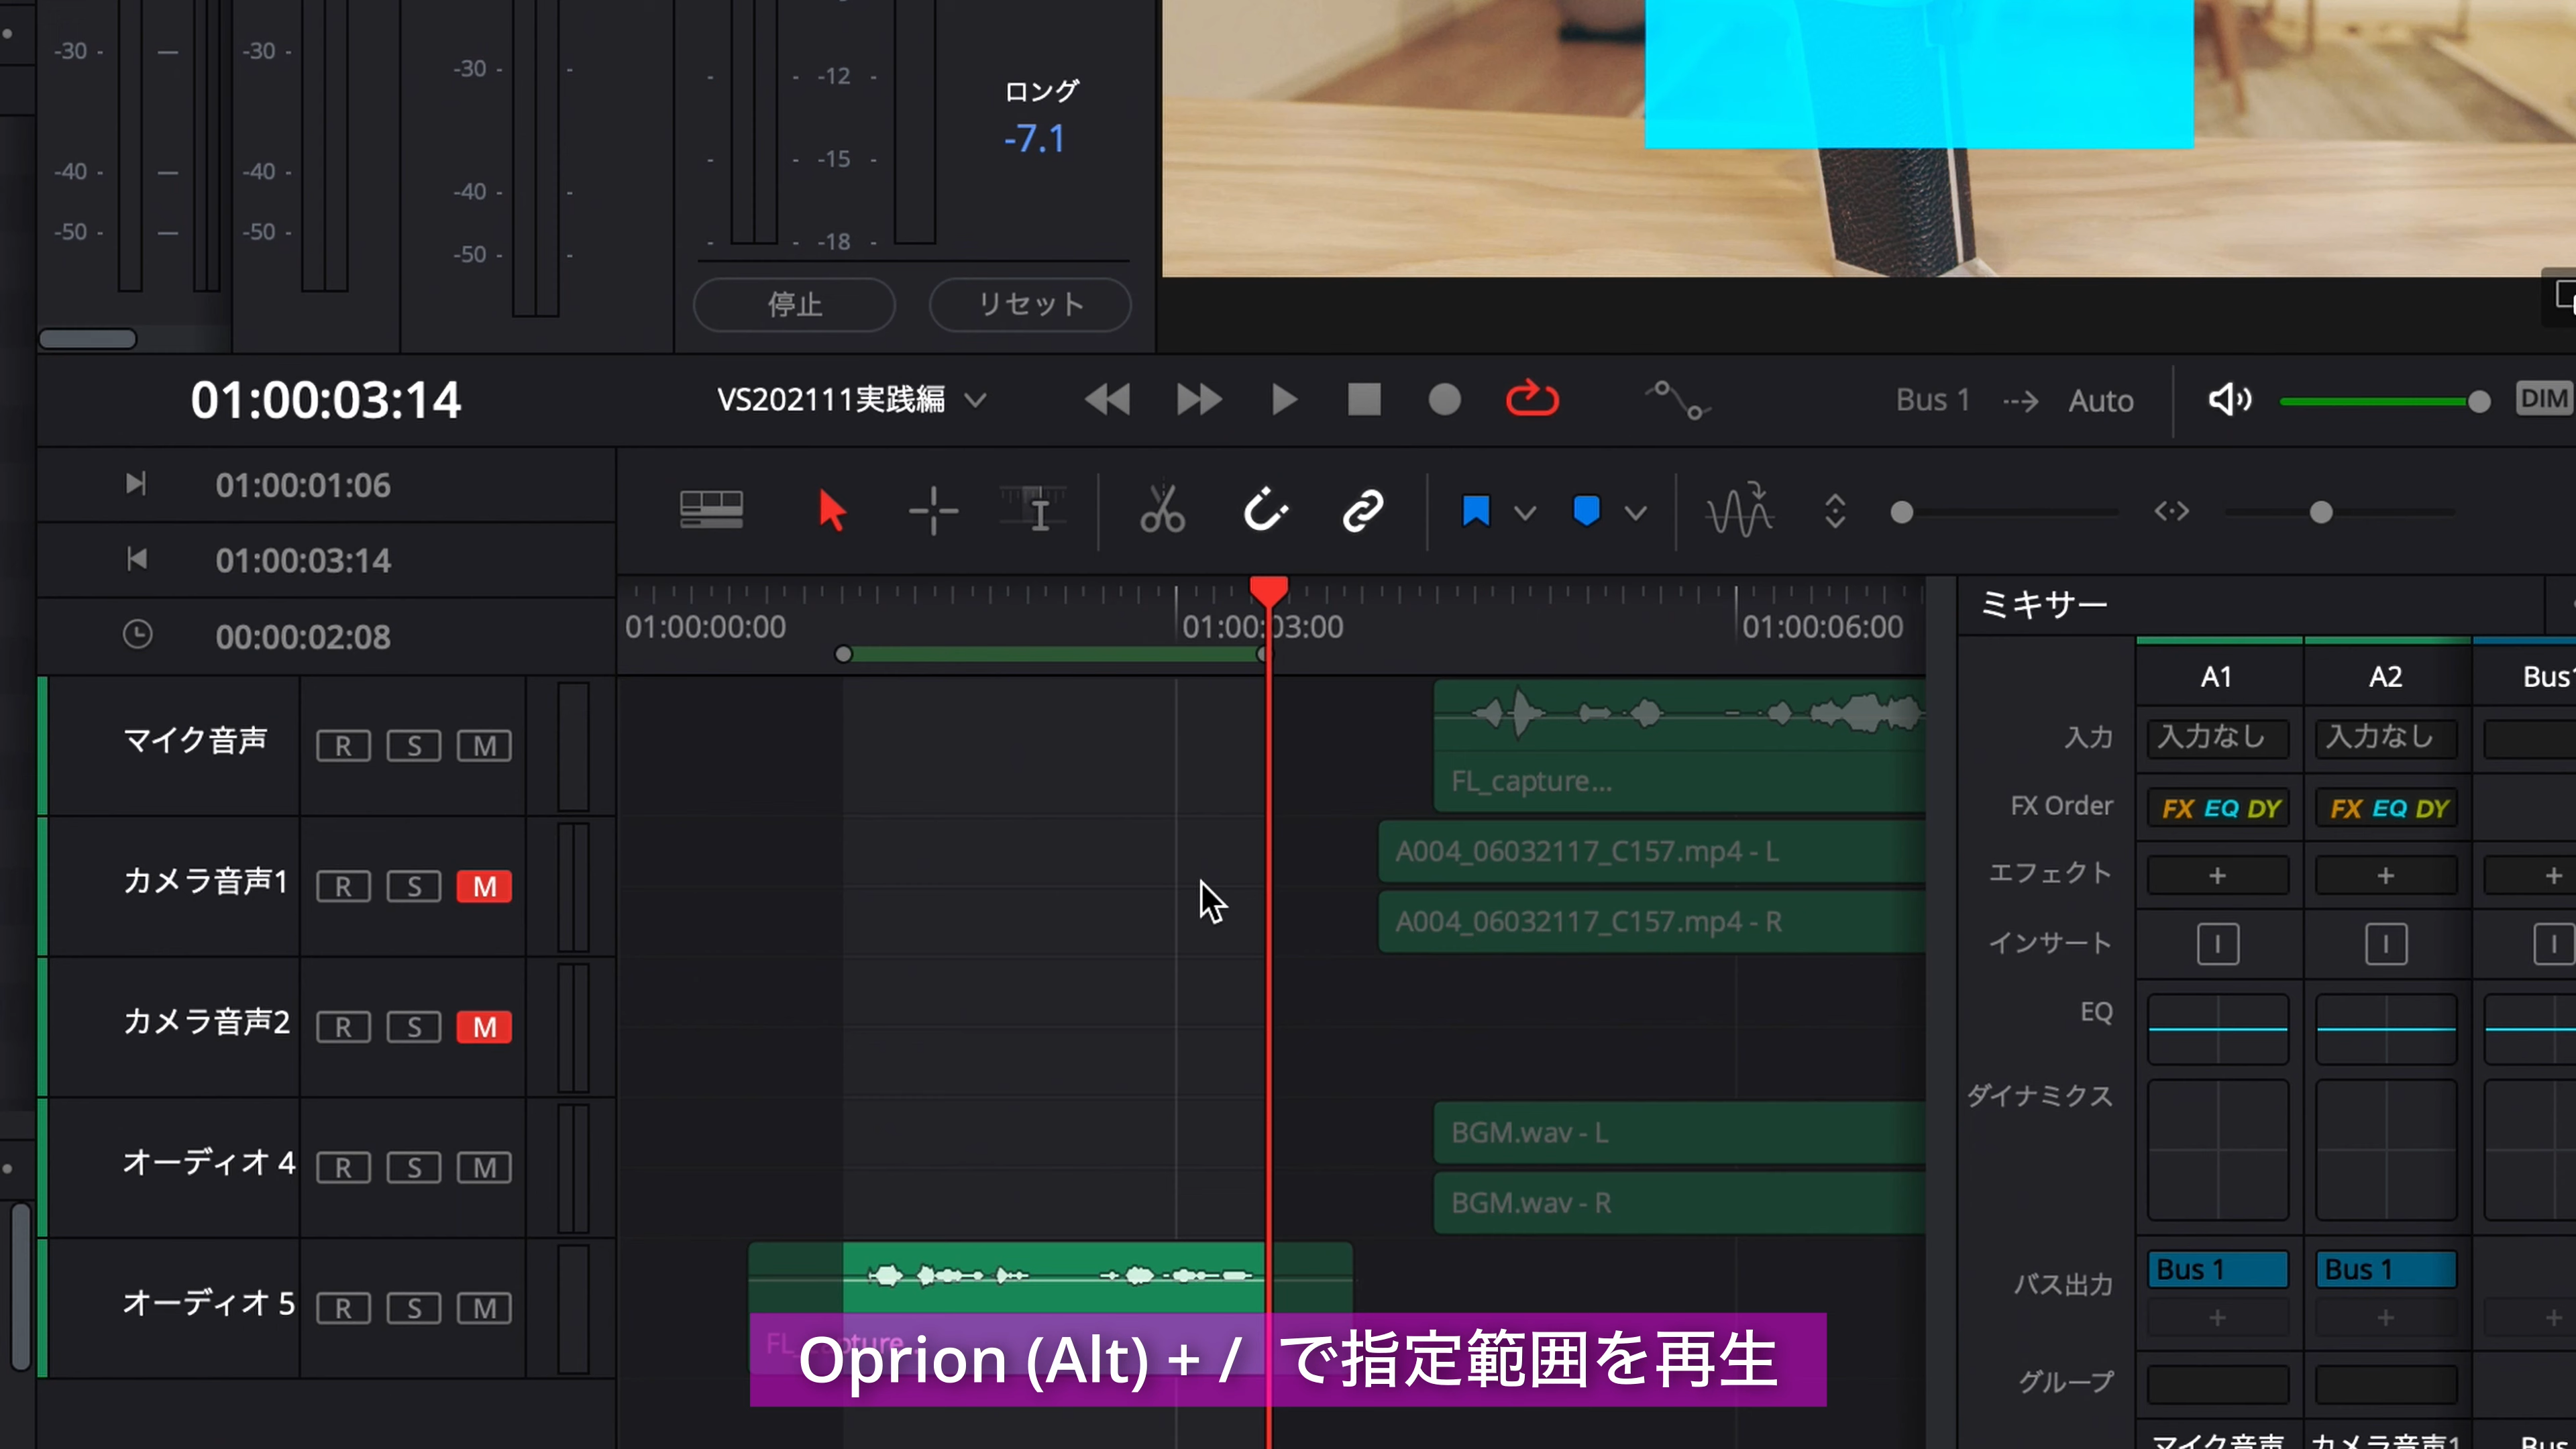 -30 - -30 - -30 - -12 -
ロング
-7.1
-40 - -40 - -40 - -15 -
-50 - -50 - -50 - -18 -
停止 リセット
01:00:03:14 VS202111実践編 Bus 1 Auto DIM
01:00:01:06
01:00:03:14
00:00:02:08
01:00:00:00 01:00:03:00 01:00:06:00
マイク音声 R S M
カメラ音声1 R S M
カメラ音声2 R S M
オーディオ 4 R S M
オーディオ 5 R S M
FL_capture...
A004_06032117_C157.mp4 - L
A004_06032117_C157.mp4 - R
BGM.wav - L
BGM.wav - R
Oprion (Alt) + / で指定範囲を再生
ミキサー
A1 A2 Bus1
入力 入力なし 入力なし
FX Order FX EQ DY FX EQ DY
エフェクト + + +
インサート I I I
EQ
ダイナミクス
バス出力 Bus 1 Bus 1
+ + +
グループ
マイク音声 カメラ音声1 Bus